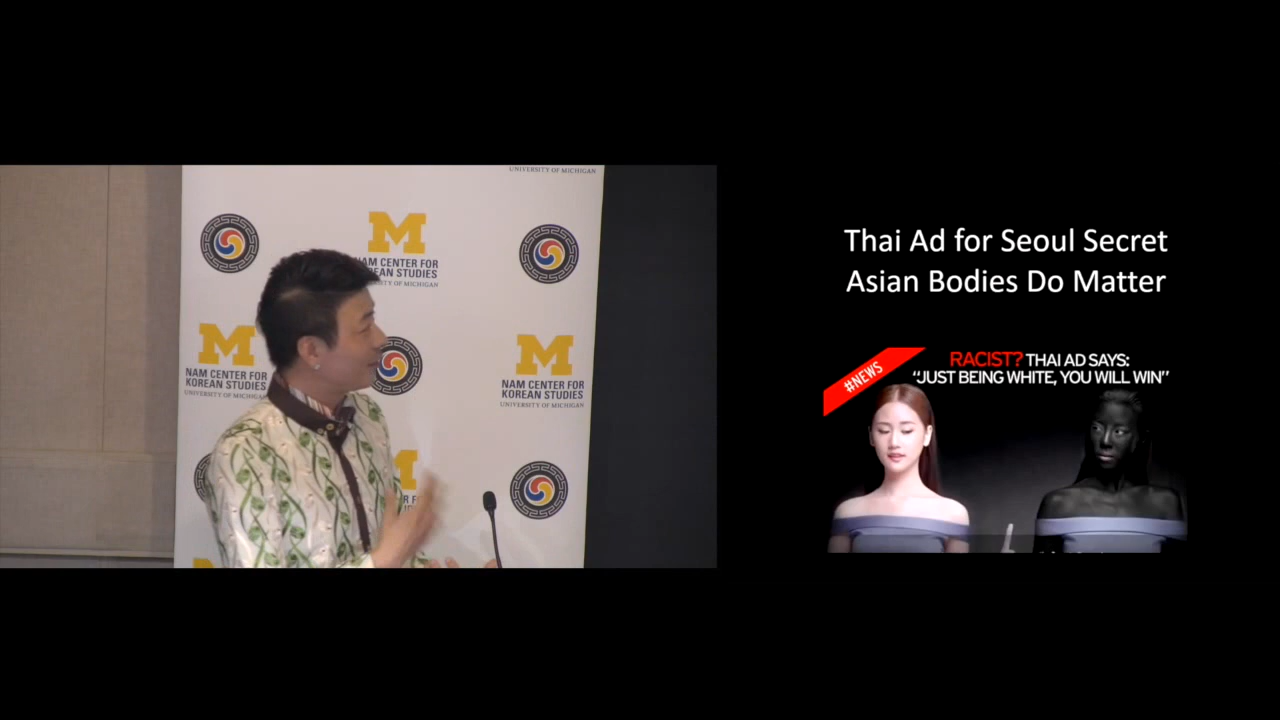 UNIVERSITY OF MICHIGAN
M
NAM CENTER FOR
STUDIES
OF MICHIGAN
M
NAM CENTER FOR
KOREAN STUDIES
UNIVERSITY OF MICHIGAN
M
NAM CENTER FOR
KOREAN STUDIES
UNIVERSITY OF MICHIGAN
Thai Ad for Seoul Secret
Asian Bodies Do Matter
#NEWS
RACIST? THAI AD SAYS:
“JUST BEING WHITE, YOU WILL WIN”